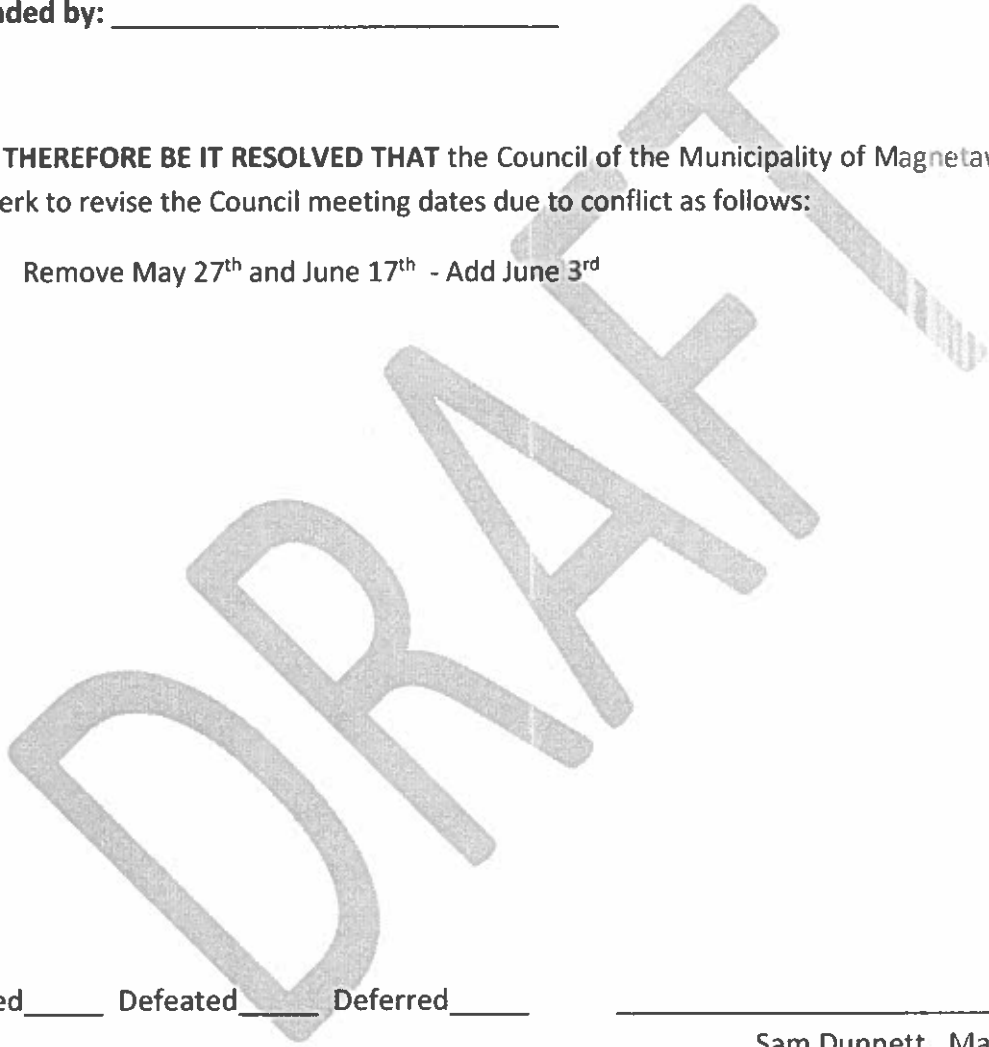 nded by: ____________________
THEREFORE BE IT RESOLVED THAT the Council of the Municipality of Magnetaw
erk to revise the Council meeting dates due to conflict as follows:
Remove May 27th and June 17th - Add June 3rd
DRAFT
ed_____ Defeated_____ Deferred_____ ____________________
Sam Dunnett, Ma